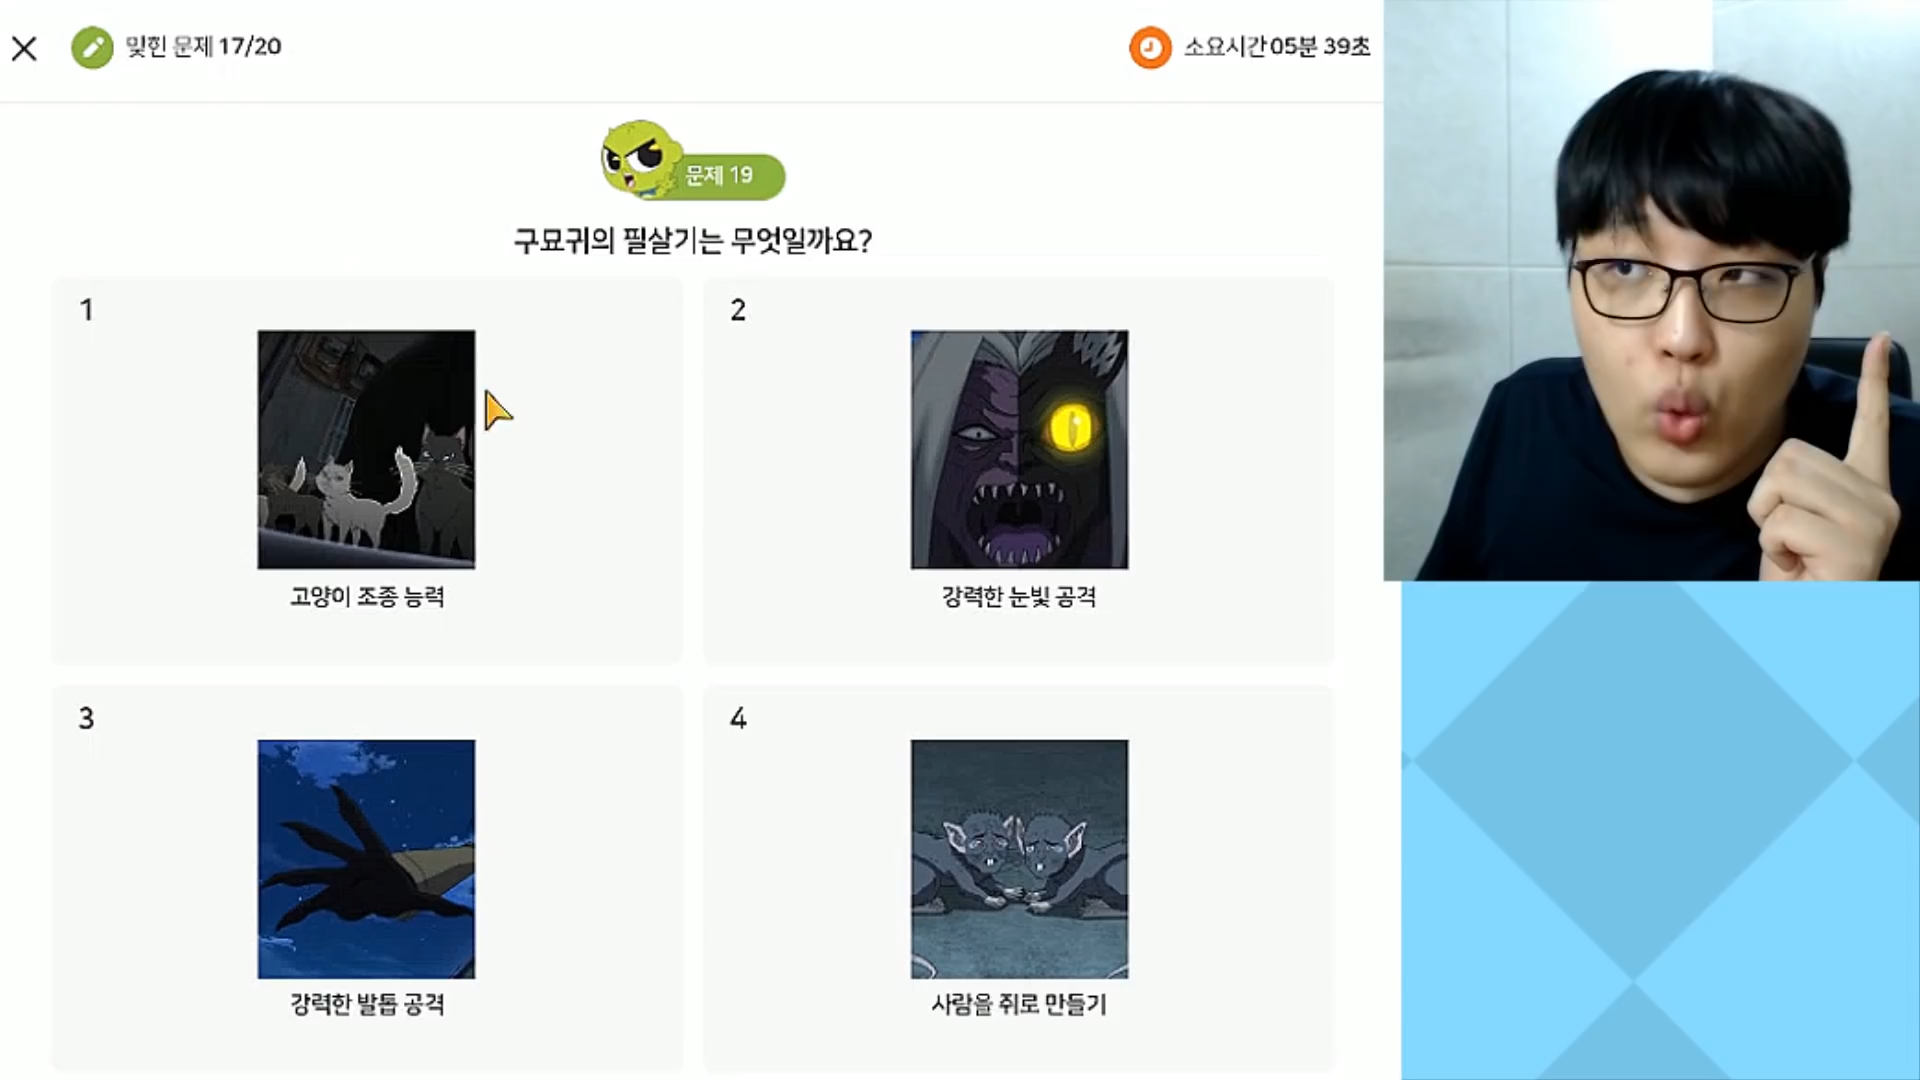 맞힌 문제 17/20
소요시간 05분 39초
문제 19
구묘귀의 필살기는 무엇일까요?
1
고양이 조종 능력
2
강력한 눈빛 공격
3
강력한 발톱 공격
4
사람을 쥐로 만들기